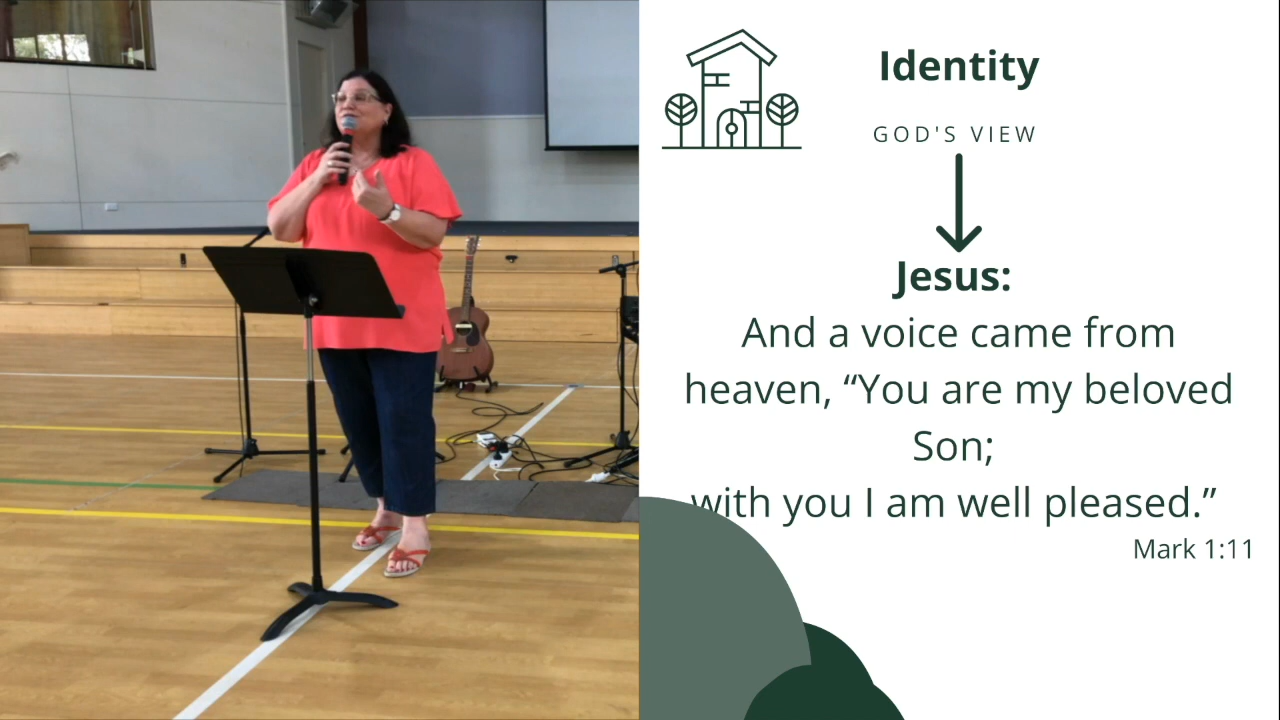 Identity
GOD'S VIEW
Jesus:
And a voice came from
heaven, “You are my beloved
Son;
with you I am well pleased.”
Mark 1:11